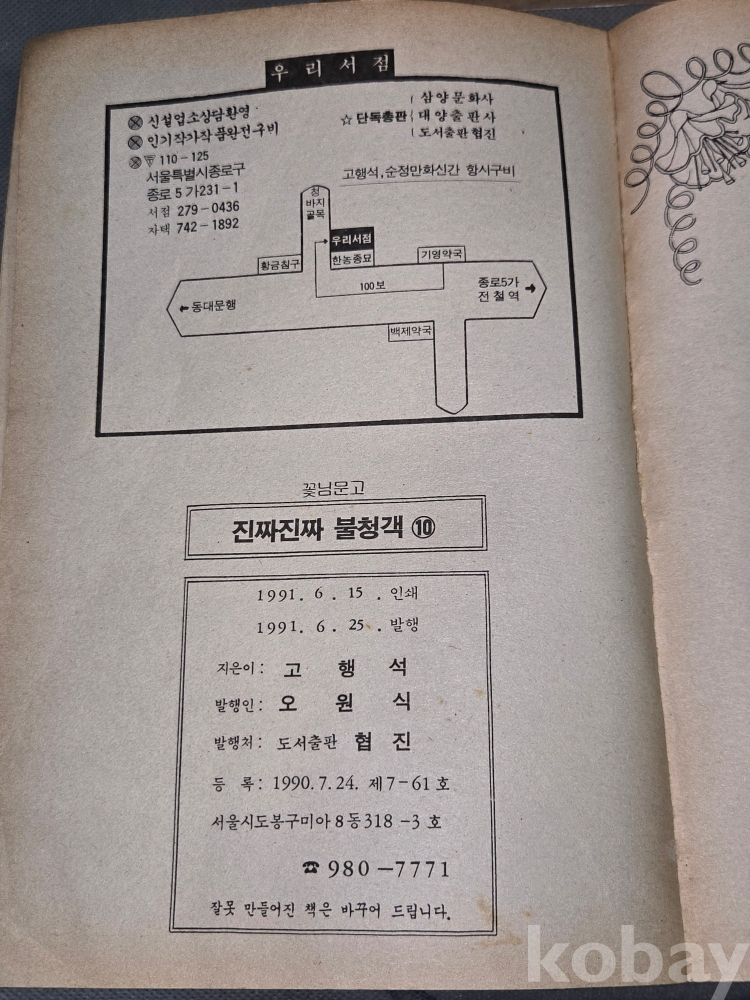 우리서점
신설업소상담환영
인기작가작품완전구비
〒 110-125
서울특별시종로구
종로 5 가231-1
서점 279-0436
자택 742-1892
☆ 단독총판
삼양문화사
대양출판사
도서출판협진
고행석, 순정만화신간 항시구비
청
바지
골목
우리서점
한농종묘
황금침구
기영약국
100보
←동대문행
종로5가
전철역 →
백제약국
꽃님문고
진짜진짜 불청객 ⑩
1991. 6 . 15 . 인쇄
1991. 6 . 25 . 발행
지은이: 고 행 석
발행인: 오 원 식
발행처: 도서출판 협 진
등 록: 1990.7.24. 제7-61호
서울시도봉구미아8동318-3호
☎ 980-7771
잘못 만들어진 책은 바꾸어 드립니다.
kobay